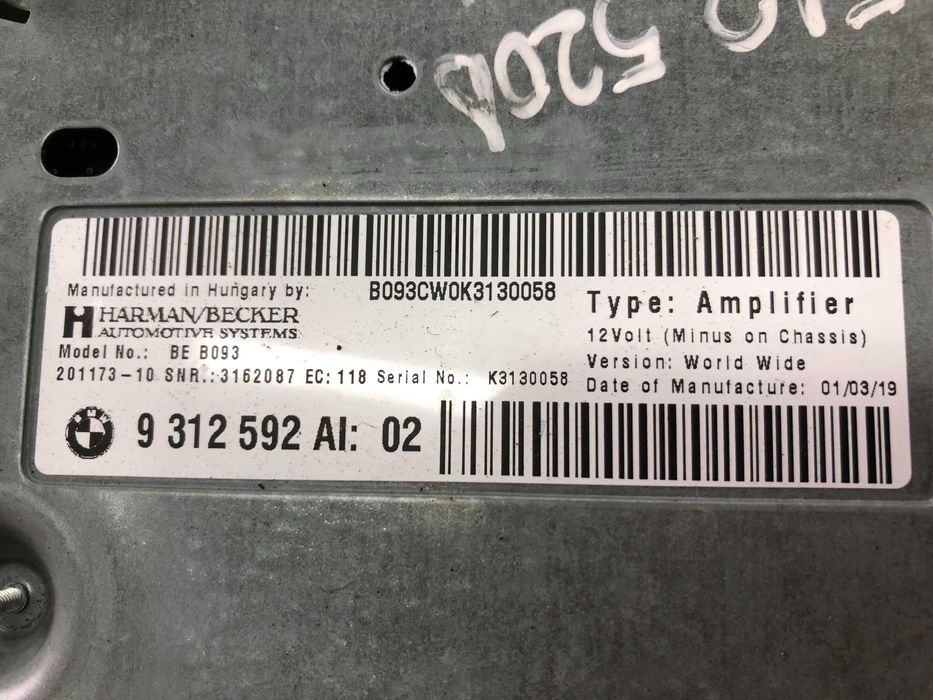 F10
520D
B093CW0K3130058
Manufactured in Hungary by:
HARMAN/BECKER
AUTOMOTIVE SYSTEMS
Model No.: BE B093
201173-10 SNR.:3162087 EC:118 Serial No.: K3130058
Type: Amplifier
12Volt (Minus on Chassis)
Version: World Wide
Date of Manufacture: 01/03/19
BMW
9 312 592 AI: 02